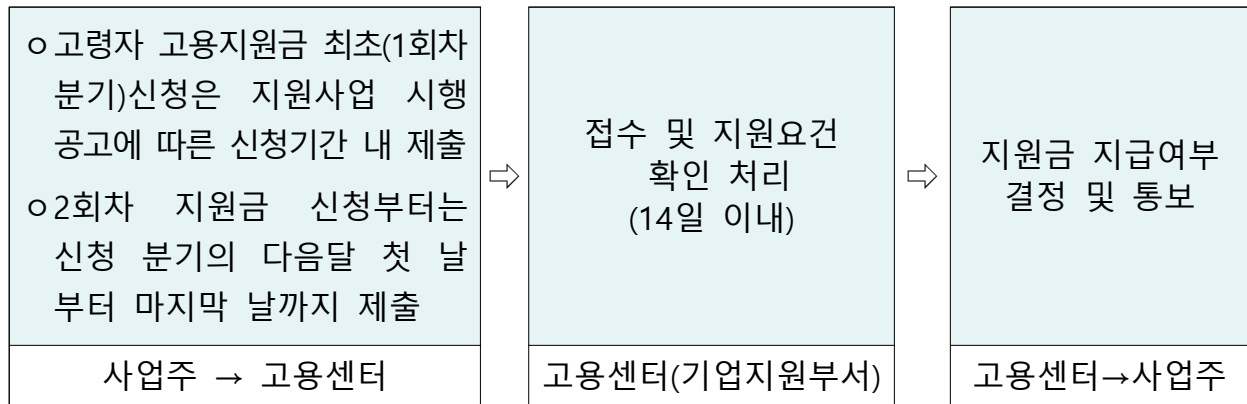 ㅇ고령자 고용지원금 최초(1회차
분기)신청은 지원사업 시행
공고에 따른 신청기간 내 제출
ㅇ2회차 지원금 신청부터는
신청 분기의 다음달 첫 날
부터 마지막 날까지 제출
사업주 → 고용센터
⇨
접수 및 지원요건
확인 처리
(14일 이내)
고용센터(기업지원부서)
⇨
지원금 지급여부
결정 및 통보
고용센터→사업주